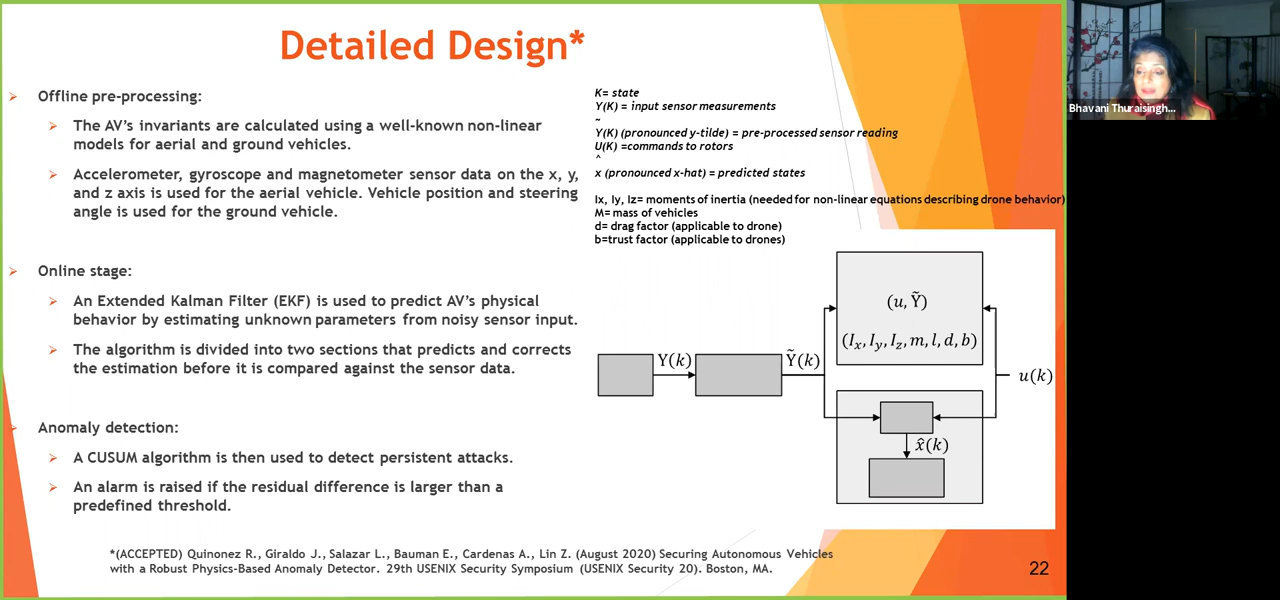 Detailed Design*
Offline pre-processing:
The AV's invariants are calculated using a well-known non-linear
models for aerial and ground vehicles.
Accelerometer, gyroscope and magnetometer sensor data on the x, y,
and z axis is used for the aerial vehicle. Vehicle position and steering
angle is used for the ground vehicle.
Online stage:
An Extended Kalman Filter (EKF) is used to predict AV's physical
behavior by estimating unknown parameters from noisy sensor input.
The algorithm is divided into two sections that predicts and corrects
the estimation before it is compared against the sensor data.
Anomaly detection:
A CUSUM algorithm is then used to detect persistent attacks.
An alarm is raised if the residual difference is larger than a
predefined threshold.
K= state
Y(K) = input sensor measurements
~
Y(K) (pronounced y-tilde) = pre-processed sensor reading
U(K) =commands to rotors
^
x (pronounced x-hat) = predicted states
Ix, Iy, Iz= moments of inertia (needed for non-linear equations describing drone behavior)
M= mass of vehicles
d= drag factor (applicable to drone)
b=trust factor (applicable to drones)
(u, Ỹ)
(Iₓ, I_y, I_z, m, l, d, b)
Y(k)
Ỹ(k)
u(k)
x̂(k)
*(ACCEPTED) Quinonez R., Giraldo J., Salazar L., Bauman E., Cardenas A., Lin Z. (August 2020) Securing Autonomous Vehicles
with a Robust Physics-Based Anomaly Detector. 29th USENIX Security Symposium (USENIX Security 20). Boston, MA.
22
Bhavani Thuraisingh...